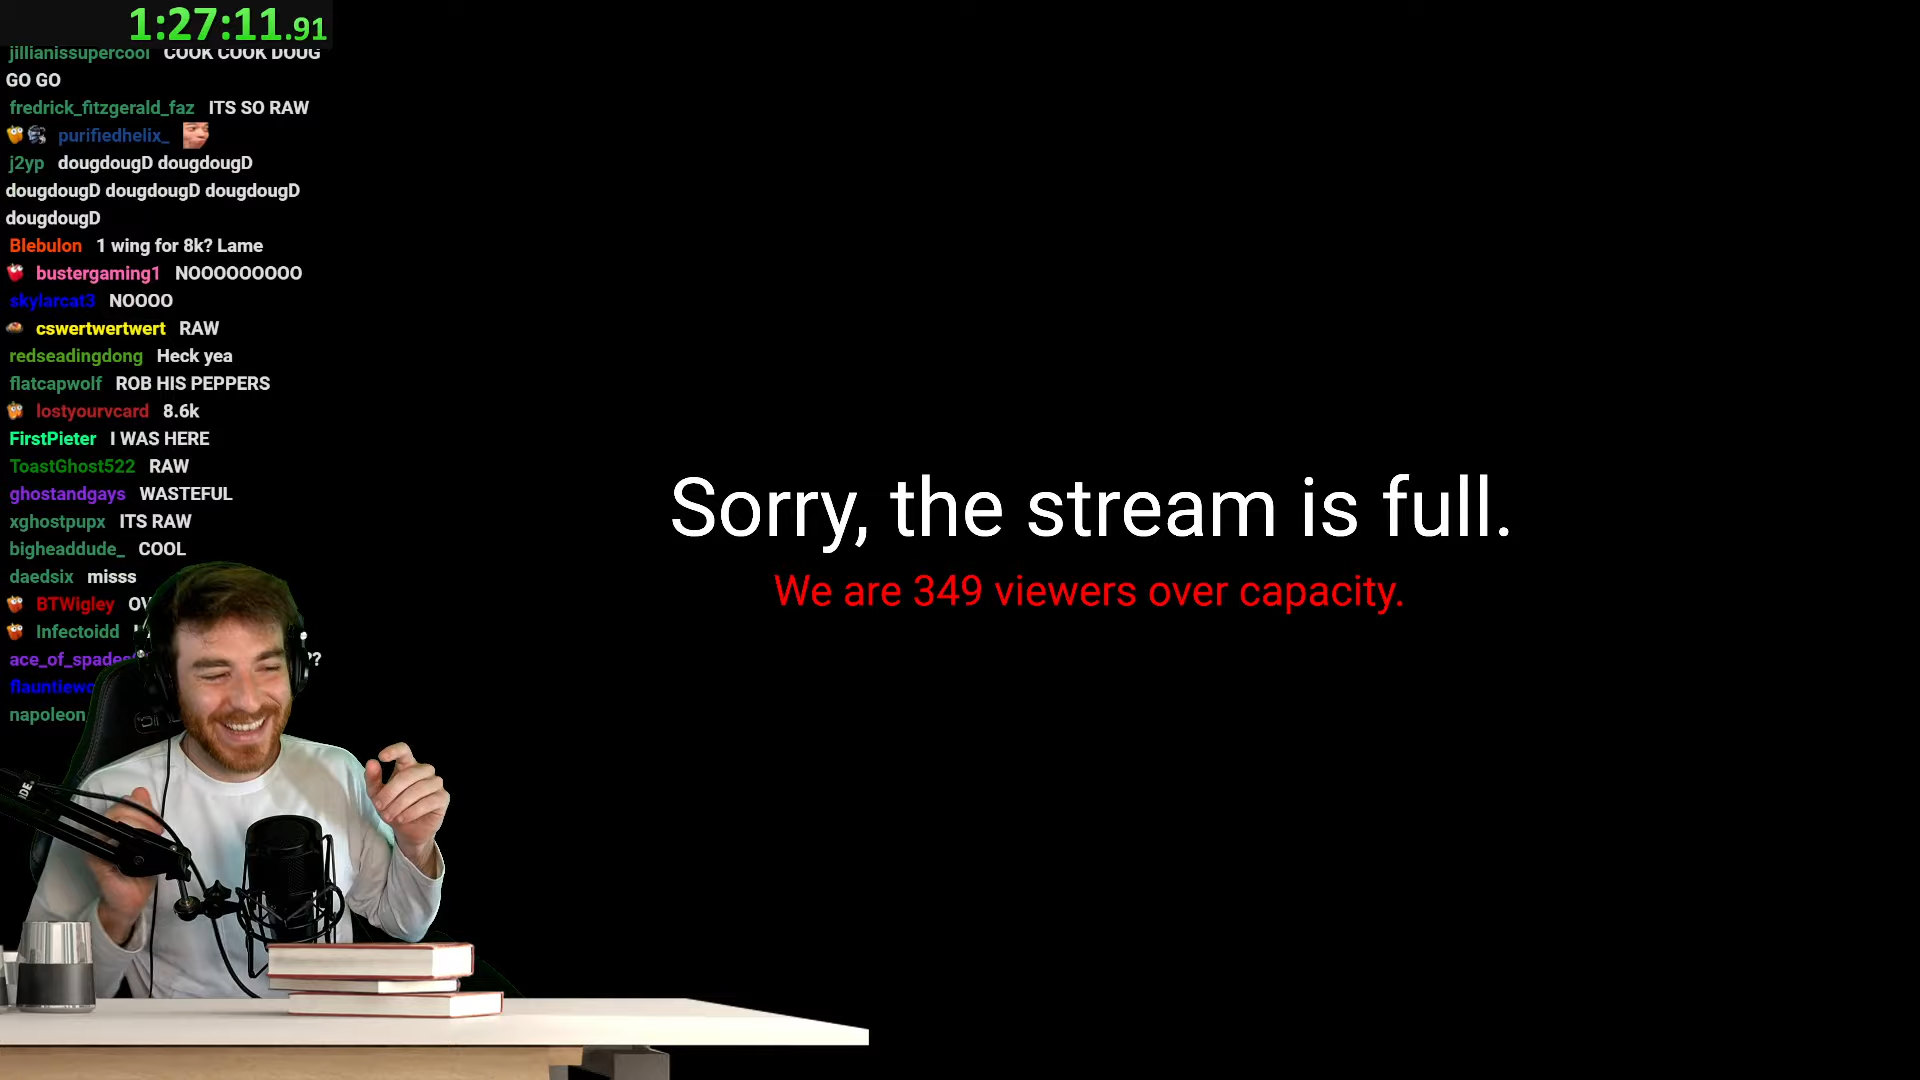 1:27:11.91
jillianissupercool COOK COOK DOUG
GO GO
fredrick_fitzgerald_faz ITS SO RAW
purifiedhelix_
j2yp dougdougD dougdougD
dougdougD dougdougD dougdougD
dougdougD
Blebulon 1 wing for 8k? Lame
bustergaming1 NOOOOOOOOO
skylarcat3 NOOOO
cswertwertwert RAW
redseadingdong Heck yea
flatcapwolf ROB HIS PEPPERS
lostyourvcard 8.6k
FirstPieter I WAS HERE
ToastGhost522 RAW
ghostandgays WASTEFUL
xghostpupx ITS RAW
bigheaddude_ COOL
daedsix misss
BTWigley OV
Infectoidd
ace_of_spades ?
flauntiewo
napoleon
Sorry, the stream is full.
We are 349 viewers over capacity.